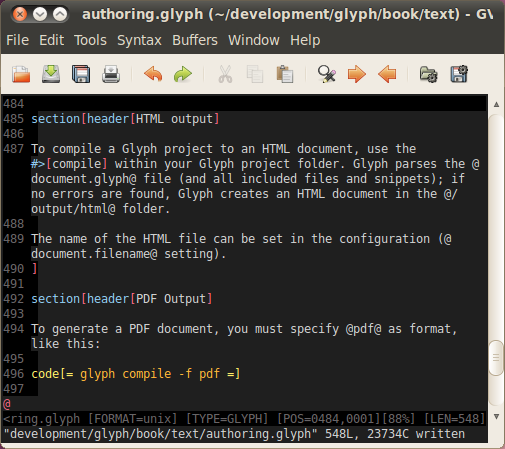 authoring.glyph (~/development/glyph/book/text) - GV
File Edit Tools Syntax Buffers Window Help
484
485 section[header[HTML output]
486
487 To compile a Glyph project to an HTML document, use the
#>[compile] within your Glyph project folder. Glyph parses the @
document.glyph@ file (and all included files and snippets); if
no errors are found, Glyph creates an HTML document in the @/
output/html@ folder.
488
489 The name of the HTML file can be set in the configuration (@
document.filename@ setting).
490 ]
491
492 section[header[PDF Output]
493
494 To generate a PDF document, you must specify @pdf@ as format,
like this:
495
496 code[= glyph compile -f pdf =]
497
@
<ring.glyph [FORMAT=unix] [TYPE=GLYPH] [POS=0484,0001][88%] [LEN=548]
"development/glyph/book/text/authoring.glyph" 548L, 23734C written